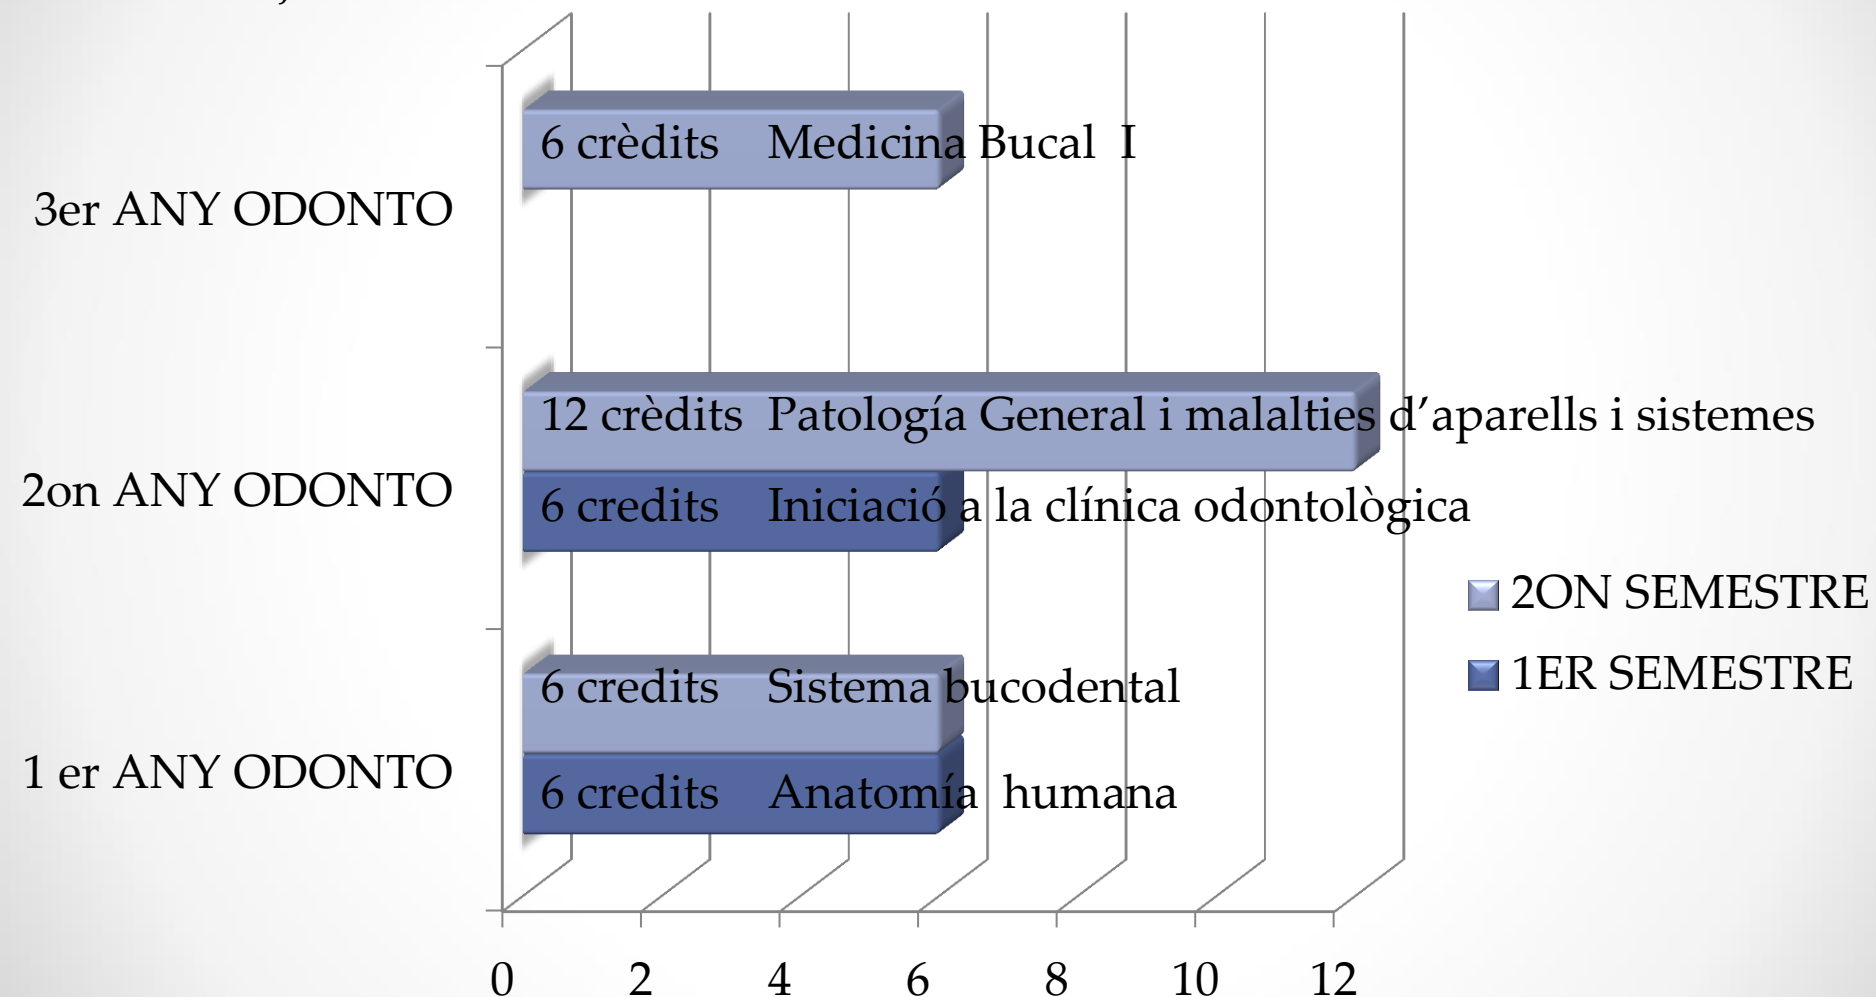 3er ANY ODONTO
6 crèdits Medicina Bucal I
2on ANY ODONTO
12 crèdits Patología General i malalties d’aparells i sistemes
6 credits Iniciació a la clínica odontològica
1 er ANY ODONTO
6 credits Sistema bucodental
6 credits Anatomía humana
2ON SEMESTRE
1ER SEMESTRE
0 2 4 6 8 10 12